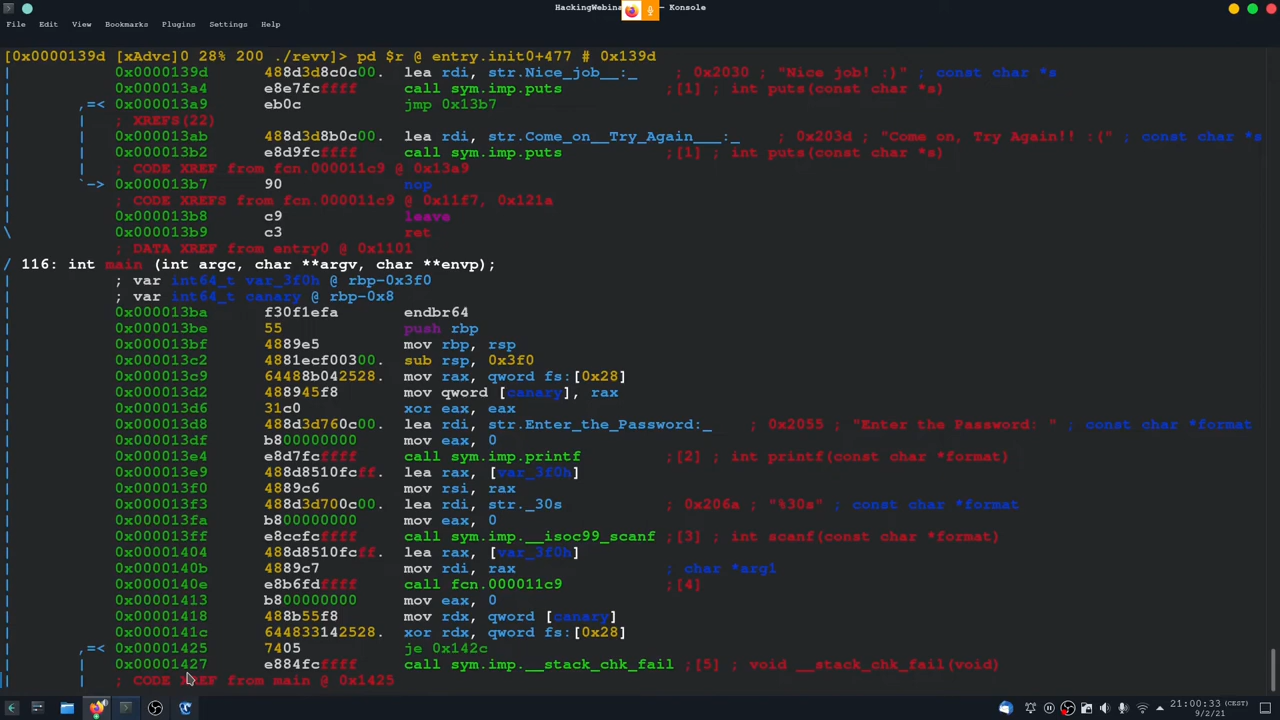 HackingWebina — Konsole
File Edit View Bookmarks Plugins Settings Help
[0x0000139d [xAdvc]0 28% 200 ./revv]> pd $r @ entry.init0+477 # 0x139d
| 0x0000139d 488d3d8c0c00. lea rdi, str.Nice_job__:_ ; 0x2030 ; "Nice job! :)" ; const char *s
| 0x000013a4 e8e7fcffff call sym.imp.puts ;[1] ; int puts(const char *s)
| ,=< 0x000013a9 eb0c jmp 0x13b7
| | ; XREFS(22)
| | 0x000013ab 488d3d8b0c00. lea rdi, str.Come_on__Try_Again___:_ ; 0x203d ; "Come on, Try Again!! :(" ; const char *s
| | 0x000013b2 e8d9fcffff call sym.imp.puts ;[1] ; int puts(const char *s)
| | ; CODE XREF from fcn.000011c9 @ 0x13a9
| `-> 0x000013b7 90 nop
| ; CODE XREFS from fcn.000011c9 @ 0x11f7, 0x121a
| 0x000013b8 c9 leave
\ 0x000013b9 c3 ret
; DATA XREF from entry0 @ 0x1101
/ 116: int main (int argc, char **argv, char **envp);
| ; var int64_t var_3f0h @ rbp-0x3f0
| ; var int64_t canary @ rbp-0x8
| 0x000013ba f30f1efa endbr64
| 0x000013be 55 push rbp
| 0x000013bf 4889e5 mov rbp, rsp
| 0x000013c2 4881ecf00300. sub rsp, 0x3f0
| 0x000013c9 64488b042528. mov rax, qword fs:[0x28]
| 0x000013d2 488945f8 mov qword [canary], rax
| 0x000013d6 31c0 xor eax, eax
| 0x000013d8 488d3d760c00. lea rdi, str.Enter_the_Password:_ ; 0x2055 ; "Enter the Password: " ; const char *format
| 0x000013df b800000000 mov eax, 0
| 0x000013e4 e8d7fcffff call sym.imp.printf ;[2] ; int printf(const char *format)
| 0x000013e9 488d8510fcff. lea rax, [var_3f0h]
| 0x000013f0 4889c6 mov rsi, rax
| 0x000013f3 488d3d700c00. lea rdi, str._30s ; 0x206a ; "%30s" ; const char *format
| 0x000013fa b800000000 mov eax, 0
| 0x000013ff e8ccfcffff call sym.imp.__isoc99_scanf ;[3] ; int scanf(const char *format)
| 0x00001404 488d8510fcff. lea rax, [var_3f0h]
| 0x0000140b 4889c7 mov rdi, rax ; char *arg1
| 0x0000140e e8b6fdffff call fcn.000011c9 ;[4]
| 0x00001413 b800000000 mov eax, 0
| 0x00001418 488b55f8 mov rdx, qword [canary]
| 0x0000141c 644833142528. xor rdx, qword fs:[0x28]
| ,=< 0x00001425 7405 je 0x142c
| | 0x00001427 e884fcffff call sym.imp.__stack_chk_fail ;[5] ; void __stack_chk_fail(void)
| | ; CODE XREF from main @ 0x1425
21:00:33 (CEST)
9/2/21